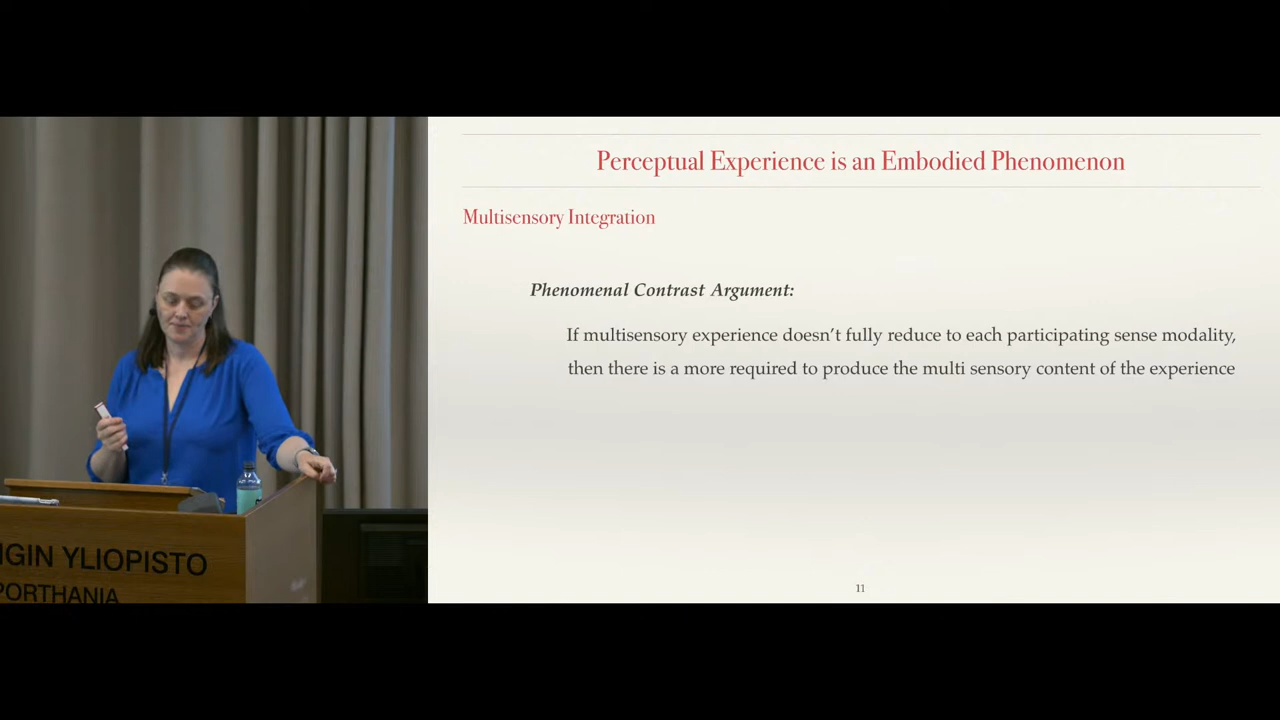 Perceptual Experience is an Embodied Phenomenon
Multisensory Integration
Phenomenal Contrast Argument:
If multisensory experience doesn't fully reduce to each participating sense modality,
then there is a more required to produce the multi sensory content of the experience
11
NGIN YLIOPISTO
PORTHANIA